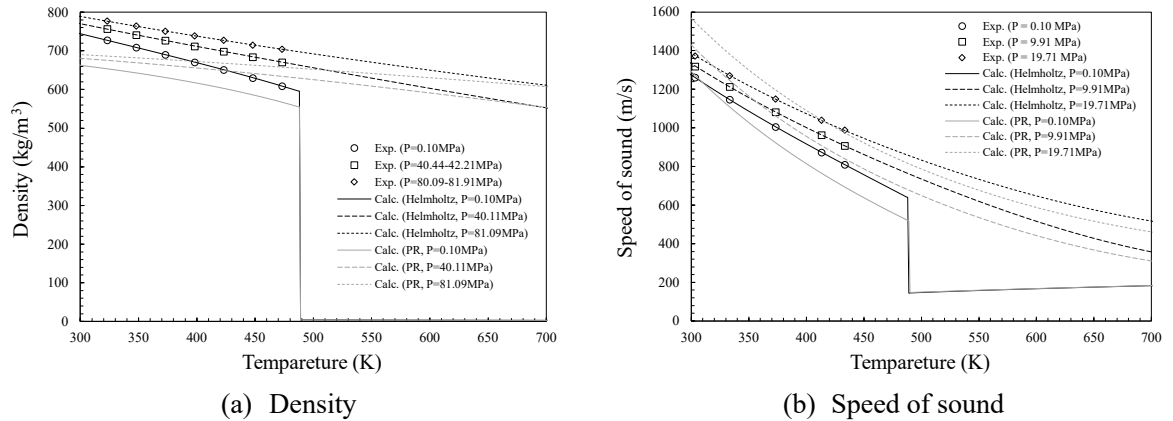 900
800
700
600
500
400
300
200
100
0
Density (kg/m³)
Exp. (P=0.10MPa)
Exp. (P=40.44-42.21MPa)
Exp. (P=80.09-81.91MPa)
Calc. (Helmholtz, P=0.10MPa)
Calc. (Helmholtz, P=40.11MPa)
Calc. (Helmholtz, P=81.09MPa)
Calc. (PR, P=0.10MPa)
Calc. (PR, P=40.11MPa)
Calc. (PR, P=81.09MPa)
300 350 400 450 500 550 600 650 700
Tempareture (K)
(a) Density
1600
1400
1200
1000
800
600
400
200
0
Speed of sound (m/s)
Exp. (P = 0.10 MPa)
Exp. (P = 9.91 MPa)
Exp. (P = 19.71 MPa)
Calc. (Helmholtz, P=0.10MPa)
Calc. (Helmholtz, P=9.91MPa)
Calc. (Helmholtz, P=19.71MPa)
Calc. (PR, P=0.10MPa)
Calc. (PR, P=9.91MPa)
Calc. (PR, P=19.71MPa)
300 350 400 450 500 550 600 650 700
Tempareture (K)
(b) Speed of sound